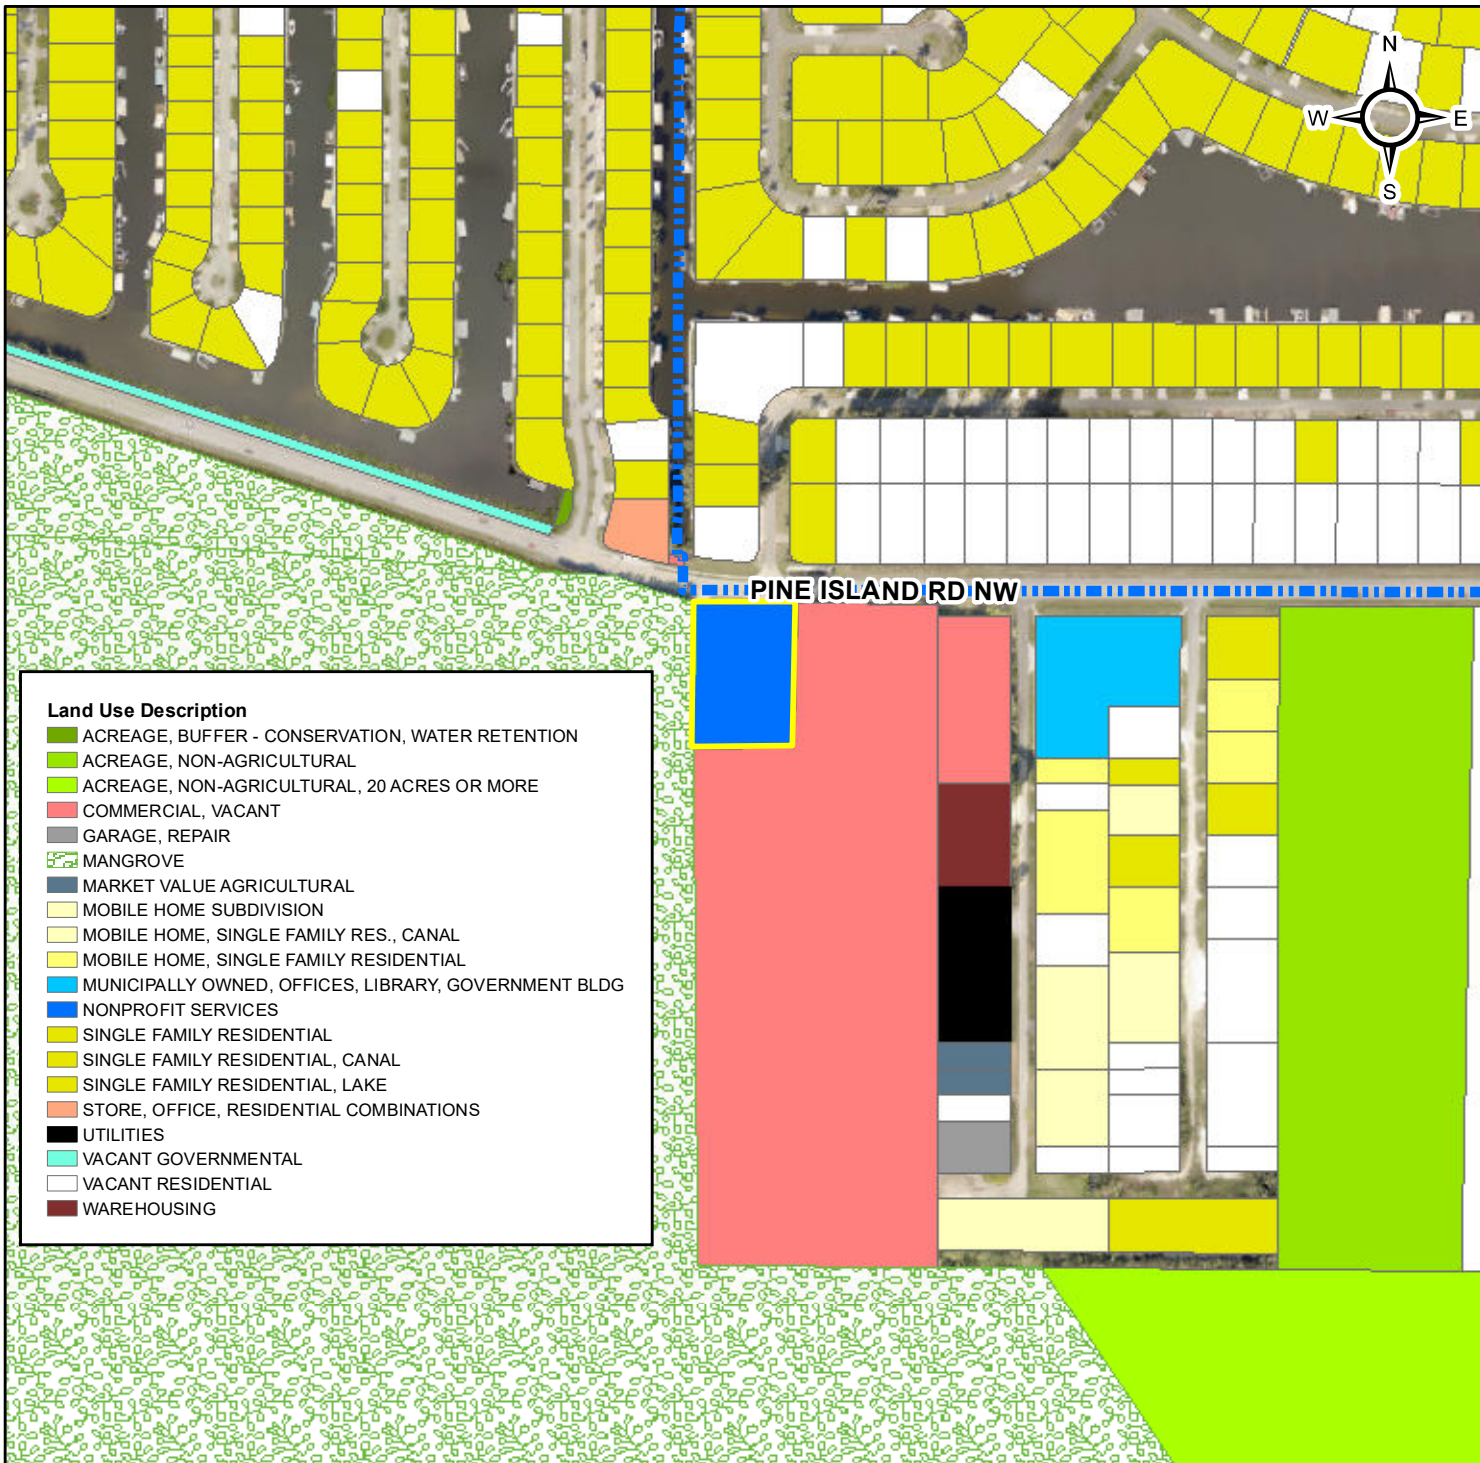 N
W E
S
PINE ISLAND RD NW
Land Use Description
ACREAGE, BUFFER - CONSERVATION, WATER RETENTION
ACREAGE, NON-AGRICULTURAL
ACREAGE, NON-AGRICULTURAL, 20 ACRES OR MORE
COMMERCIAL, VACANT
GARAGE, REPAIR
MANGROVE
MARKET VALUE AGRICULTURAL
MOBILE HOME SUBDIVISION
MOBILE HOME, SINGLE FAMILY RES., CANAL
MOBILE HOME, SINGLE FAMILY RESIDENTIAL
MUNICIPALLY OWNED, OFFICES, LIBRARY, GOVERNMENT BLDG
NONPROFIT SERVICES
SINGLE FAMILY RESIDENTIAL
SINGLE FAMILY RESIDENTIAL, CANAL
SINGLE FAMILY RESIDENTIAL, LAKE
STORE, OFFICE, RESIDENTIAL COMBINATIONS
UTILITIES
VACANT GOVERNMENTAL
VACANT RESIDENTIAL
WAREHOUSING